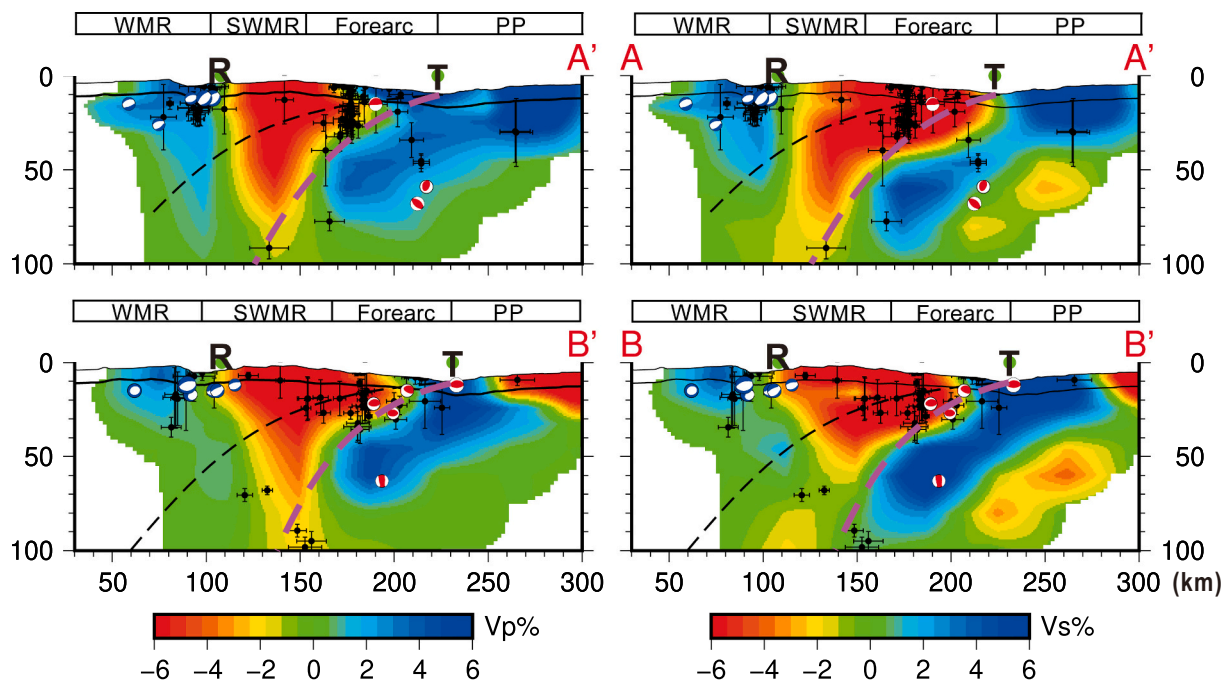 WMR SWMR Forearc PP WMR SWMR Forearc PP
R T A' A R T A'
0 0
50 50
100 100
WMR SWMR Forearc PP WMR SWMR Forearc PP
R T B' B R T B'
0 0
50 50
100 100
50 100 150 200 250 300 50 100 150 200 250 300 (km)
Vp% Vs%
−6 −4 −2 0 2 4 6 −6 −4 −2 0 2 4 6